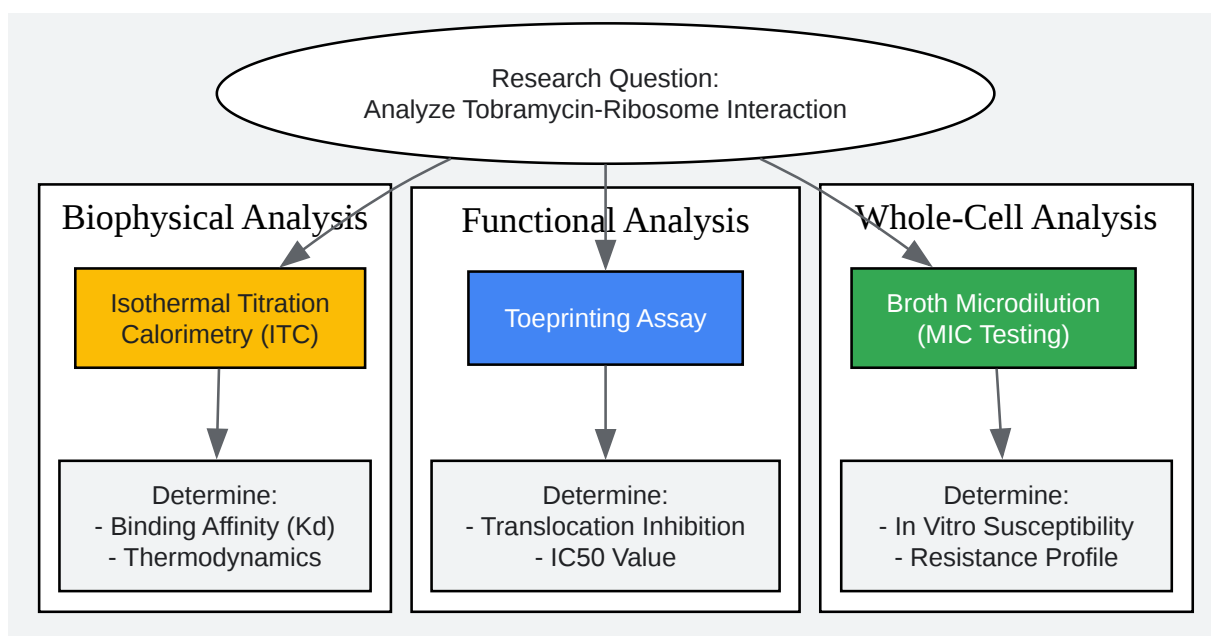 Research Question:
Analyze Tobramycin-Ribosome Interaction
Biophysical Analysis
Isothermal Titration
Calorimetry (ITC)
Determine:
- Binding Affinity (Kd)
- Thermodynamics
Functional Analysis
Toeprinting Assay
Determine:
- Translocation Inhibition
- IC50 Value
Whole-Cell Analysis
Broth Microdilution
(MIC Testing)
Determine:
- In Vitro Susceptibility
- Resistance Profile